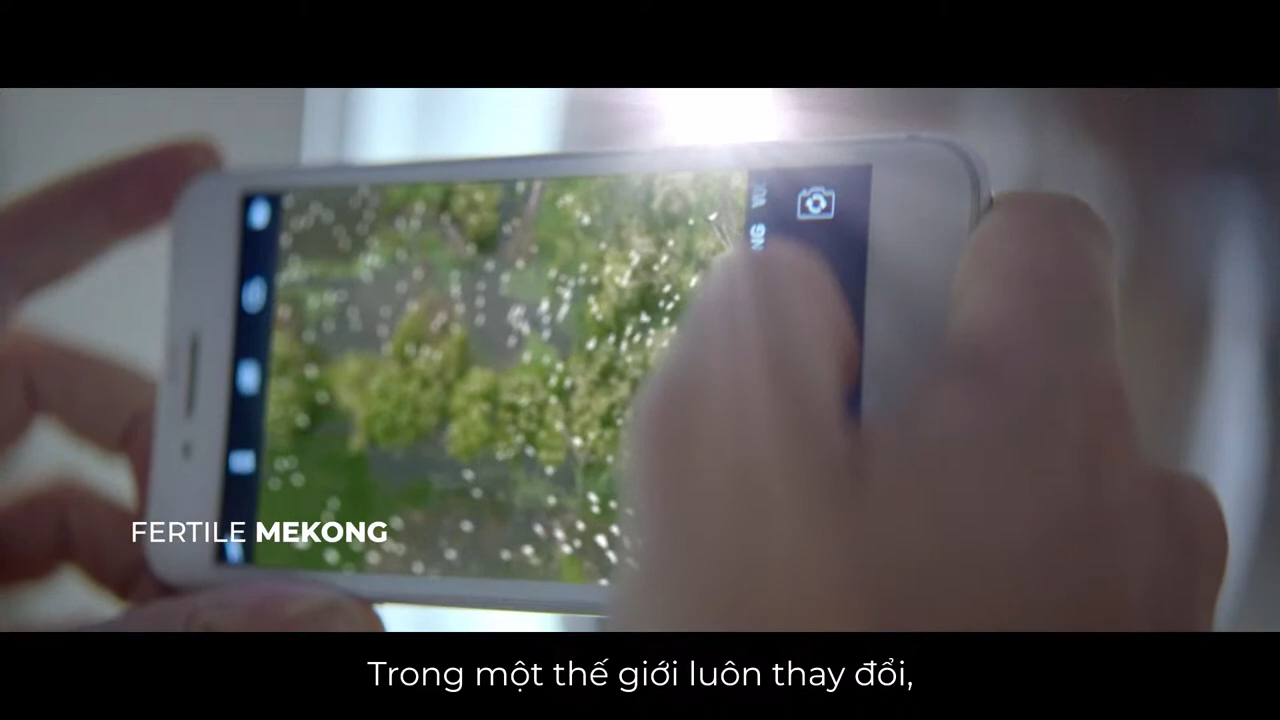 FERTILE MEKONG
Trong một thế giới luôn thay đổi,